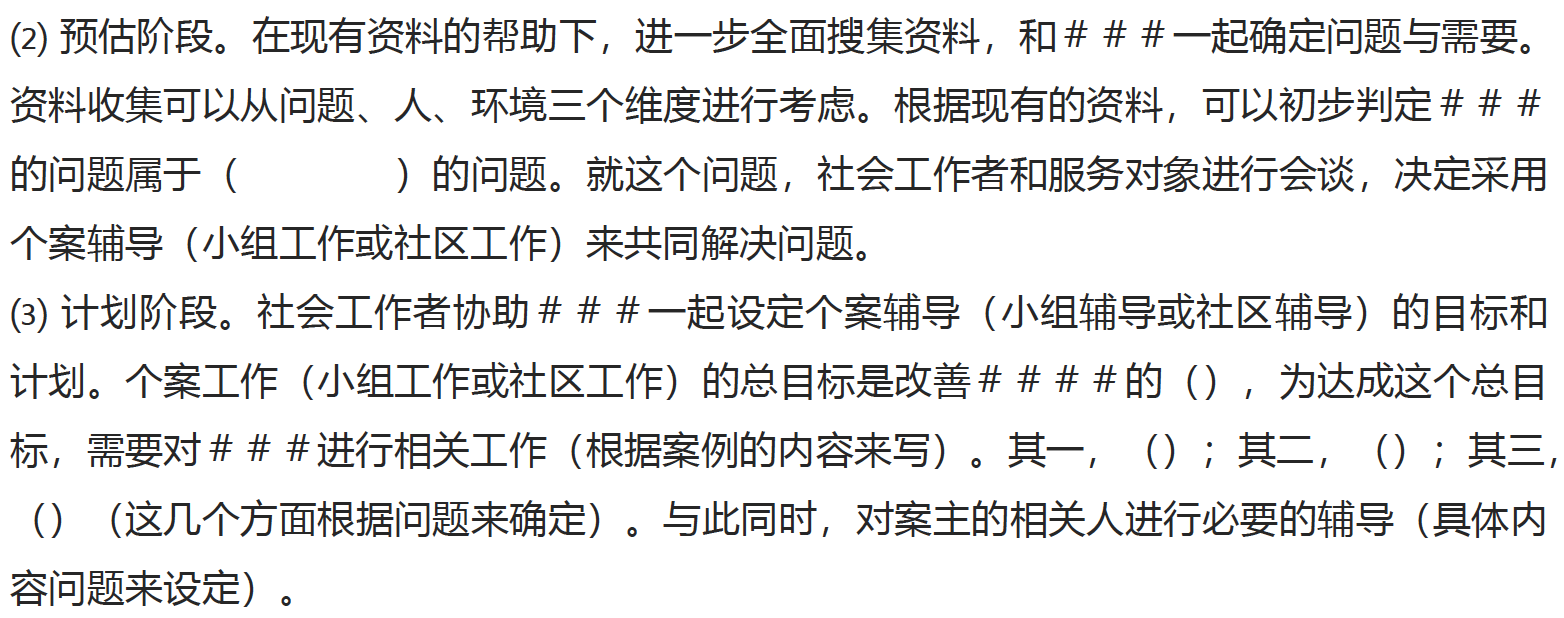 (2) 预估阶段。在现有资料的帮助下，进一步全面搜集资料，和＃＃＃一起确定问题与需要。
资料收集可以从问题、人、环境三个维度进行考虑。根据现有的资料，可以初步判定＃＃＃
的问题属于（　　　　）的问题。就这个问题，社会工作者和服务对象进行会谈，决定采用
个案辅导（小组工作或社区工作）来共同解决问题。
(3) 计划阶段。社会工作者协助＃＃＃一起设定个案辅导（小组辅导或社区辅导）的目标和
计划。个案工作（小组工作或社区工作）的总目标是改善＃＃＃＃的（），为达成这个总目
标，需要对＃＃＃进行相关工作（根据案例的内容来写）。其一，（）；其二，（）；其三，
（）（这几个方面根据问题来确定）。与此同时，对案主的相关人进行必要的辅导（具体内
容问题来设定）。